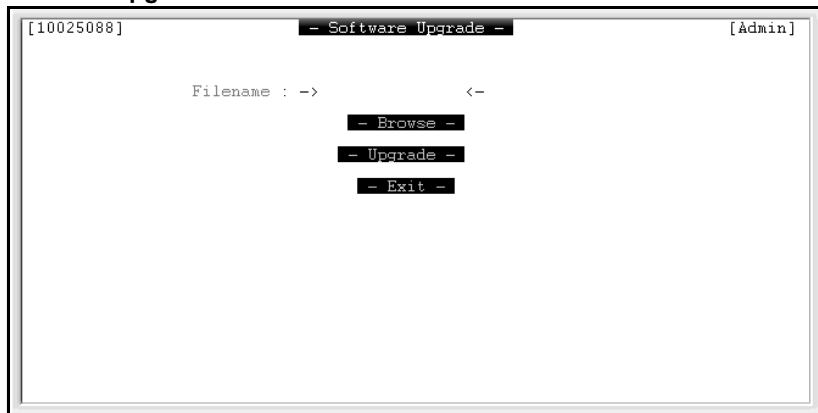 [10025088] - Software Upgrade - [Admin]
Filename : -> <-
- Browse -
- Upgrade -
- Exit -